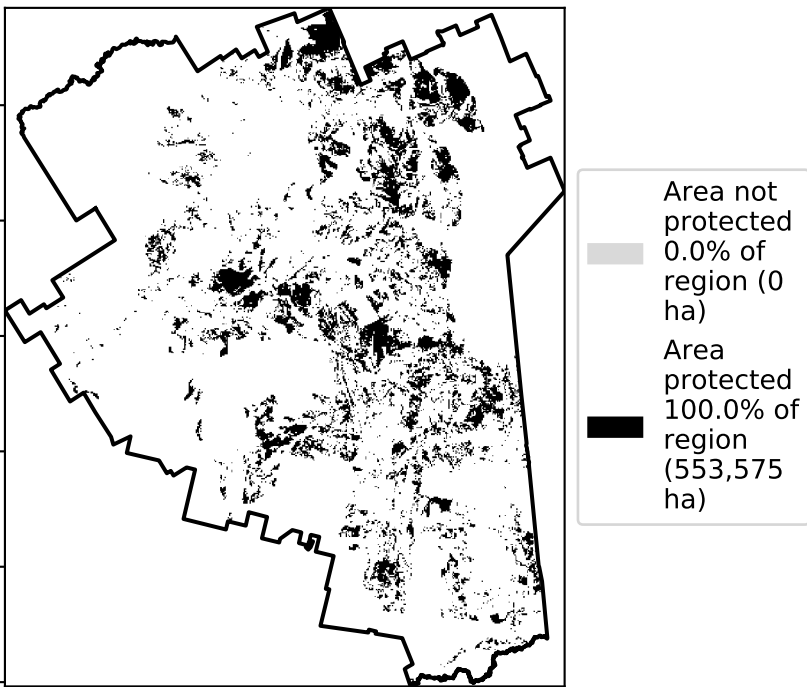 Area not
protected
0.0% of
region (0
ha)
Area
protected
100.0% of
region
(553,575
ha)